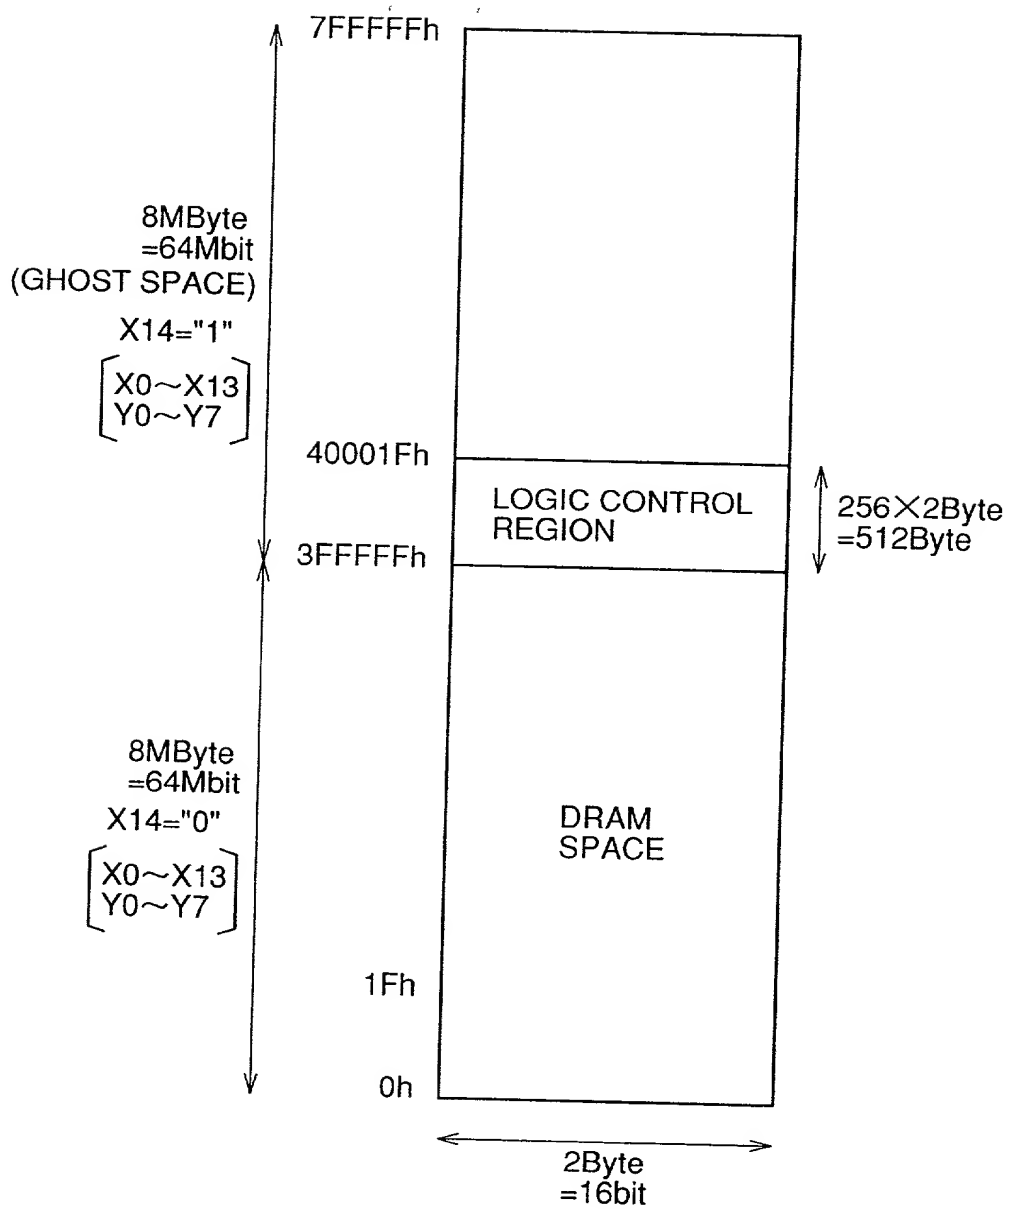 7FFFFFh
8MByte
=64Mbit
(GHOST SPACE)
X14="1"
X0~X13
Y0~Y7
40001Fh
LOGIC CONTROL
REGION
256×2Byte
=512Byte
3FFFFFh
8MByte
=64Mbit
X14="0"
X0~X13
Y0~Y7
DRAM
SPACE
1Fh
0h
2Byte
=16bit